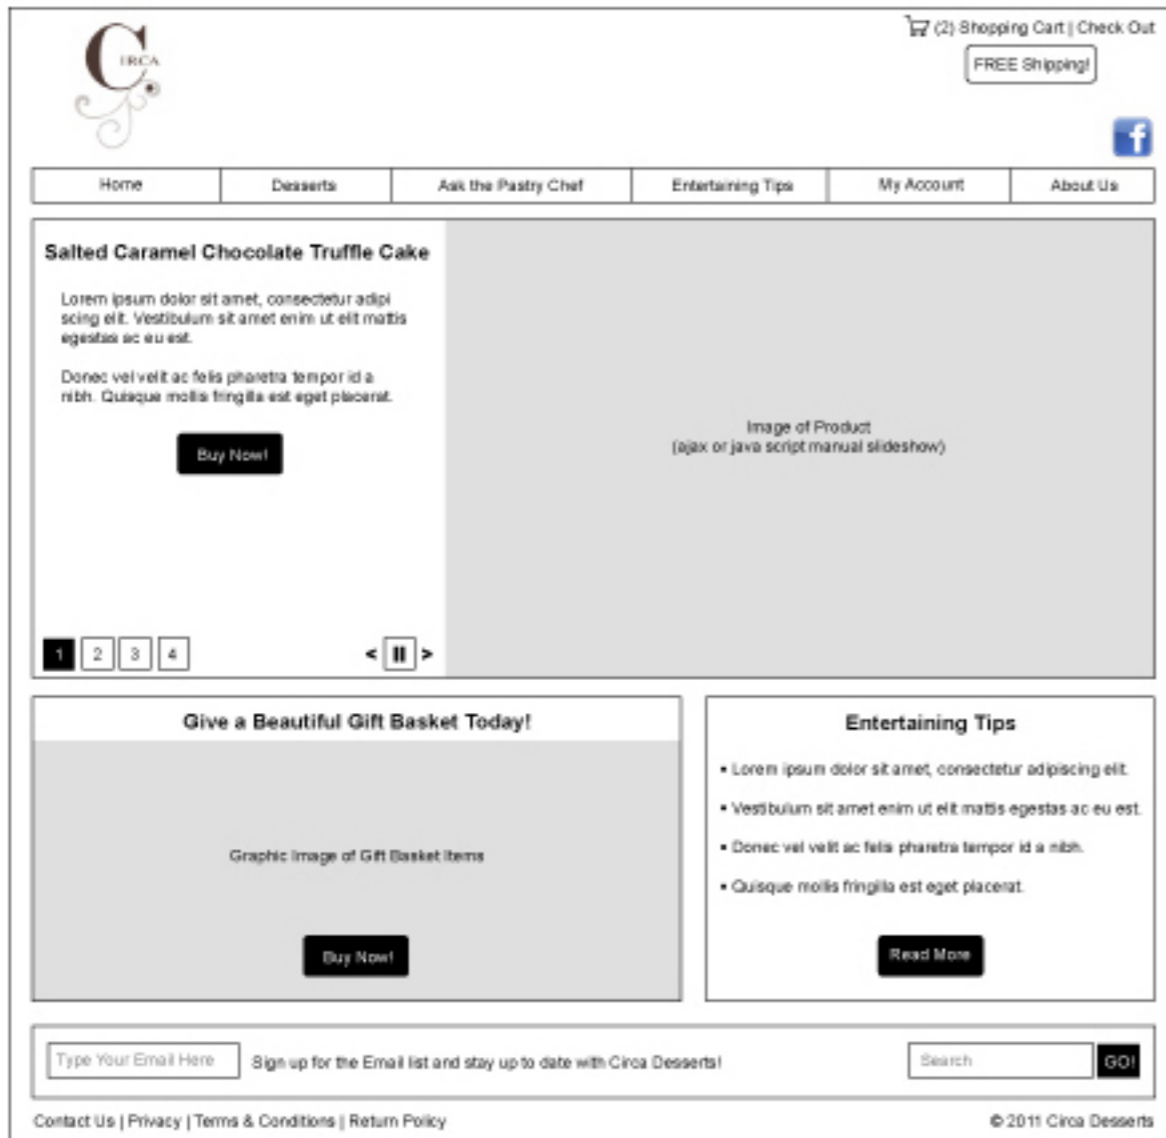 CIRCA
(2) Shopping Cart | Check Out
FREE Shipping!
f
Home Desserts Ask the Pastry Chef Entertaining Tips My Account About Us
Salted Caramel Chocolate Truffle Cake
Lorem ipsum dolor sit amet, consectetur adipi
scing elit. Vestibulum sit amet enim ut elit mattis
egestas ac eu est.
Donec vel velit ac felis pharetra tempor id a
nibh. Quisque mollis fringilla est eget placerat.
Buy Now!
Image of Product
(ajax or java script manual slideshow)
1 2 3 4 < >
Give a Beautiful Gift Basket Today!
Graphic Image of Gift Basket Items
Buy Now!
Entertaining Tips
▪ Lorem ipsum dolor sit amet, consectetur adipiscing elit.
▪ Vestibulum sit amet enim ut elit mattis egestas ac eu est.
▪ Donec vel velit ac felis pharetra tempor id a nibh.
▪ Quisque mollis fringilla est eget placerat.
Read More
Type Your Email Here Sign up for the Email list and stay up to date with Circa Desserts! Search GO!
Contact Us | Privacy | Terms & Conditions | Return Policy © 2011 Circa Desserts